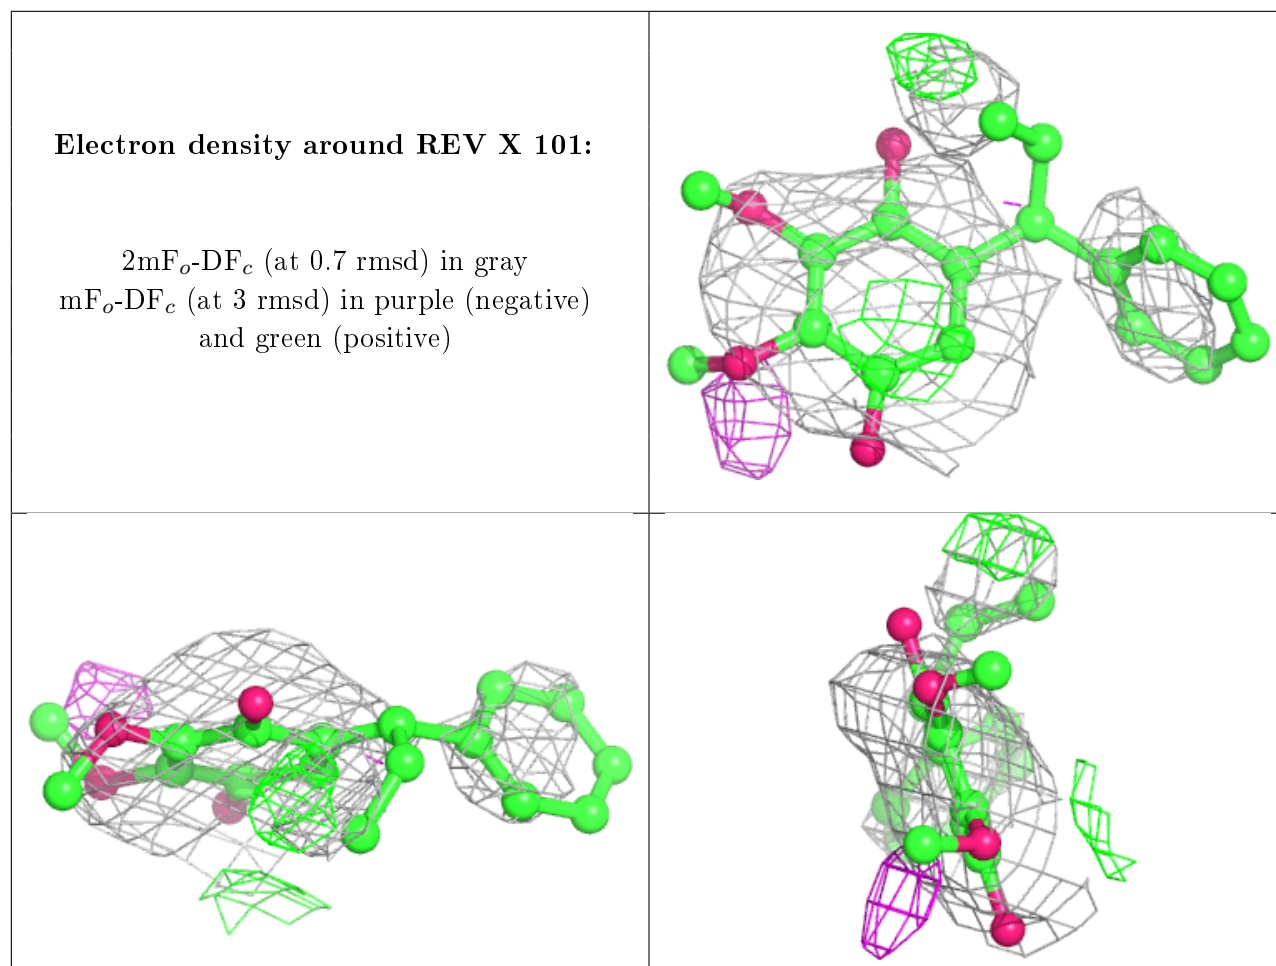 Electron density around REV X 101:
2mFo-DFc (at 0.7 rmsd) in gray
mFo-DFc (at 3 rmsd) in purple (negative)
and green (positive)